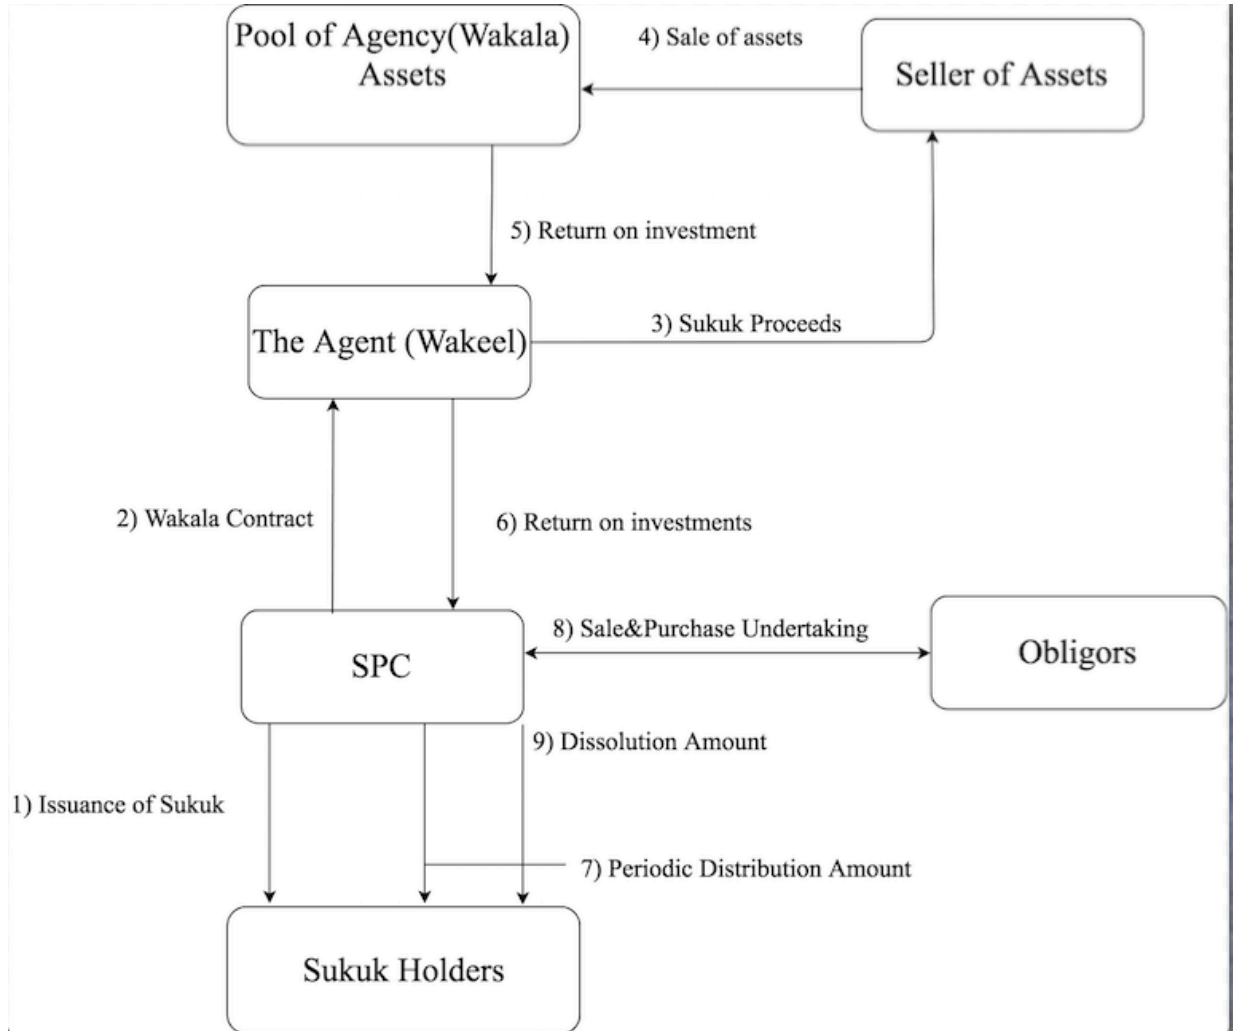 Pool of Agency(Wakala)
Assets
4) Sale of assets
Seller of Assets
5) Return on investment
The Agent (Wakeel)
3) Sukuk Proceeds
2) Wakala Contract
6) Return on investments
SPC
8) Sale&Purchase Undertaking
Obligors
9) Dissolution Amount
1) Issuance of Sukuk
7) Periodic Distribution Amount
Sukuk Holders